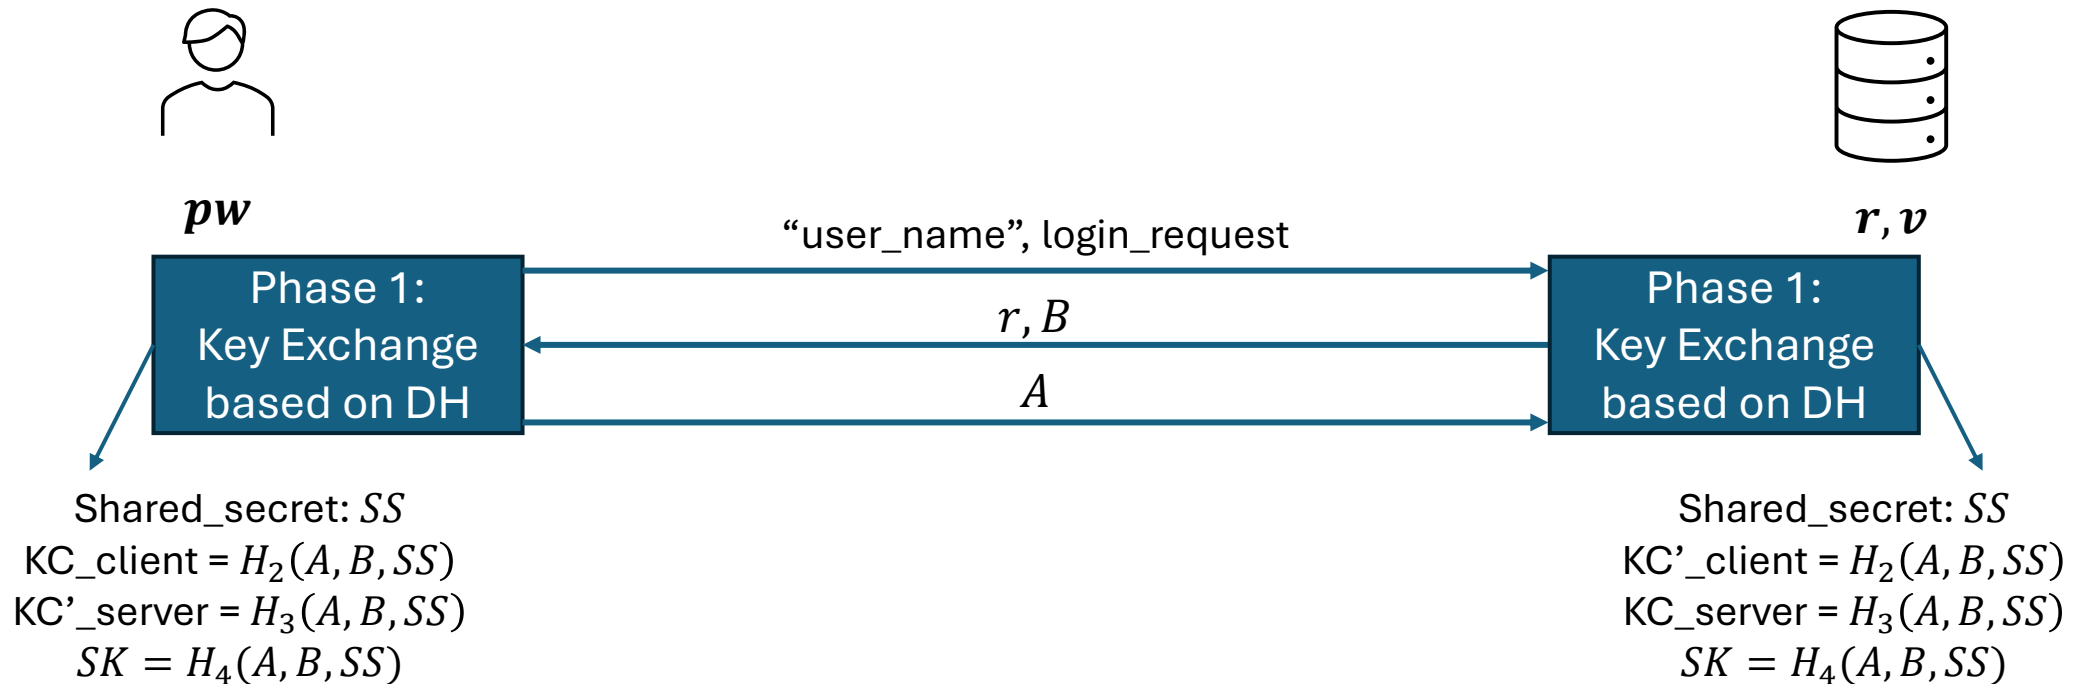 pw
r, v
“user_name”, login_request
Phase 1:
Key Exchange
based on DH
r, B
A
Phase 1:
Key Exchange
based on DH
Shared_secret: SS
KC_client = H₂(A, B, SS)
KC’_server = H₃(A, B, SS)
SK = H₄(A, B, SS)
Shared_secret: SS
KC’_client = H₂(A, B, SS)
KC_server = H₃(A, B, SS)
SK = H₄(A, B, SS)